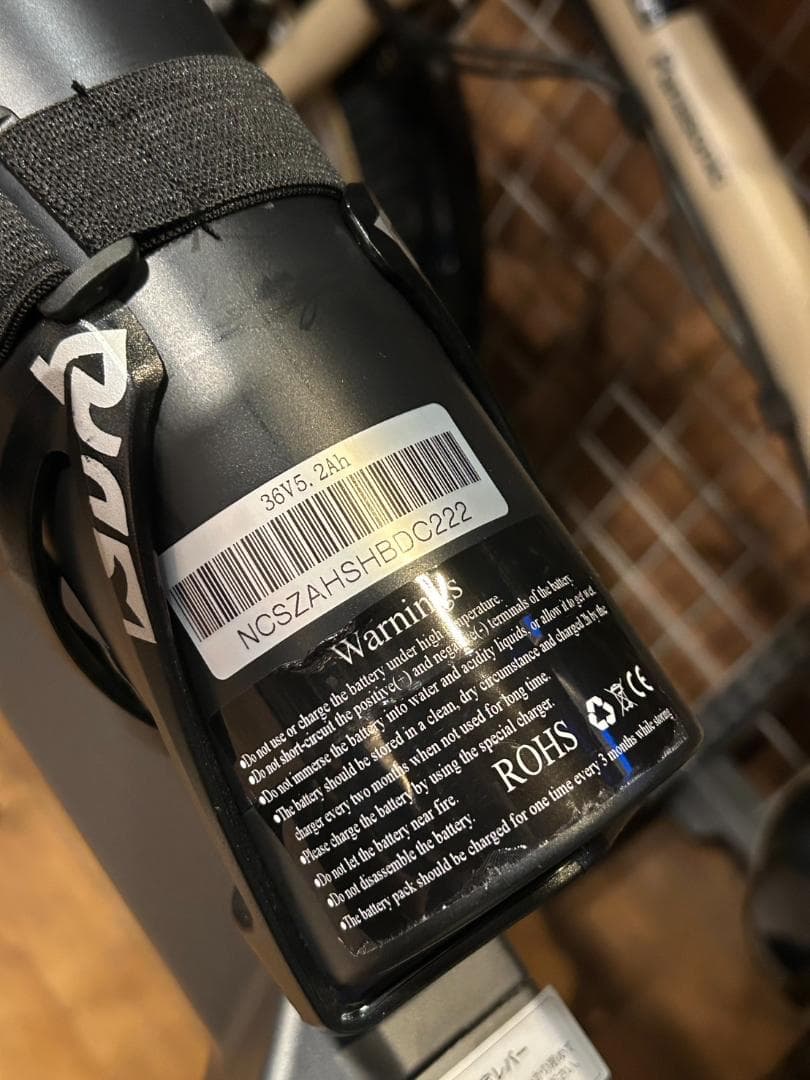 Panasonic
36V5.2Ah
NCSZAHSHBDC222
Warnings
●Do not use or charge the battery under high temperature.
●Do not short-circuit the positive(+) and negative(-) terminals of the battery.
●Do not immerse the battery into water and acidity liquids, or allow it to get wet.
●The battery should be stored in a clean, dry circumstance and charged 2h by the
charger every two months when not used for long time.
●Please charge the battery by using the special charger.
●Do not let the battery near fire.
●Do not disassemble the battery.
●The battery pack should be charged for one time every 3 months while storing
ROHS
CE
レバー